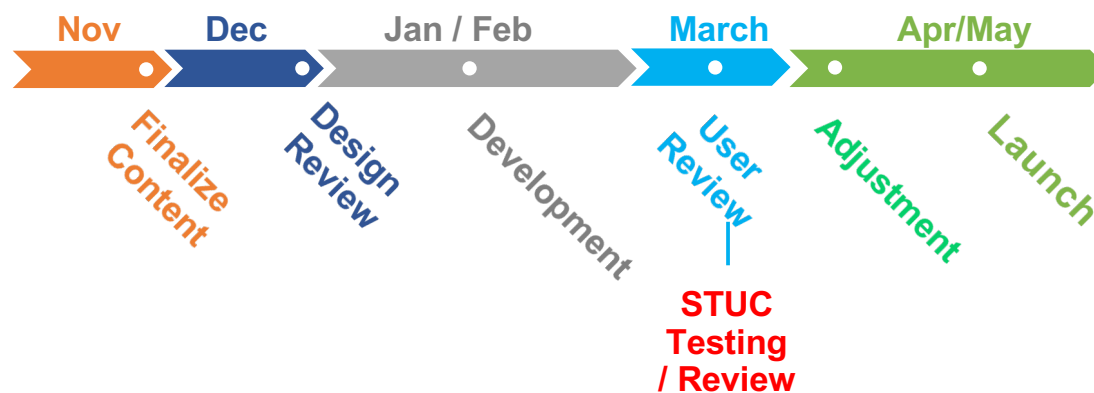 Nov
Dec
Jan / Feb
March
Apr/May
Finalize
Content
Design
Review
Development
User
Review
Adjustment
Launch
STUC
Testing
/ Review